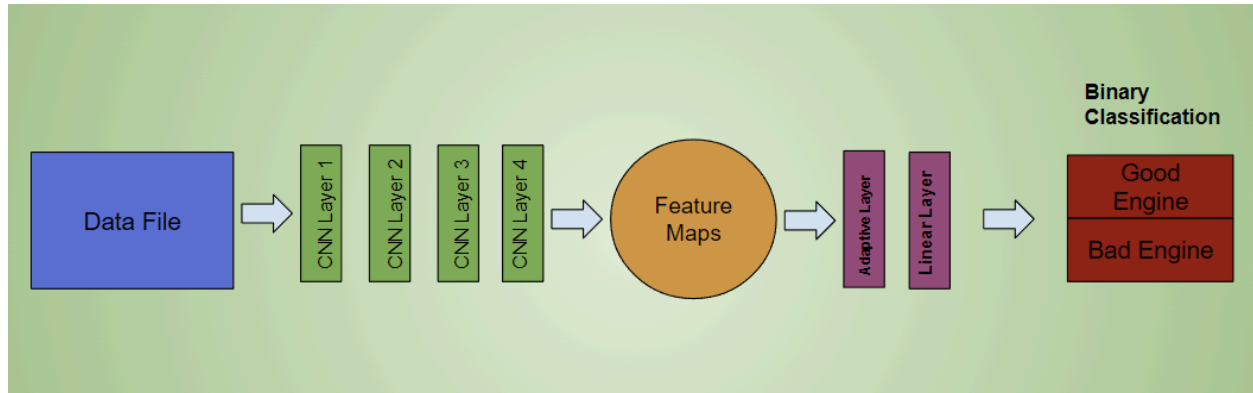 Data File
CNN Layer 1
CNN Layer 2
CNN Layer 3
CNN Layer 4
Feature
Maps
Adaptive Layer
Linear Layer
Binary
Classification
Good
Engine
Bad Engine